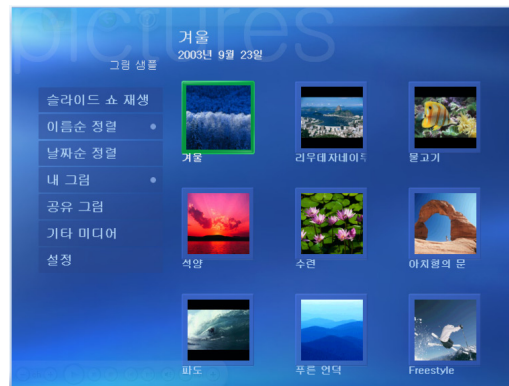 pictures
겨울
2003년 9월 23일
그림 샘플
슬라이드 쇼 재생
이름순 정렬
날짜순 정렬
내 그림
공유 그림
기타 미디어
설정
겨울
리우데자네이루
물고기
석양
수련
아치형의 문
파도
푸른 언덕
Freestyle